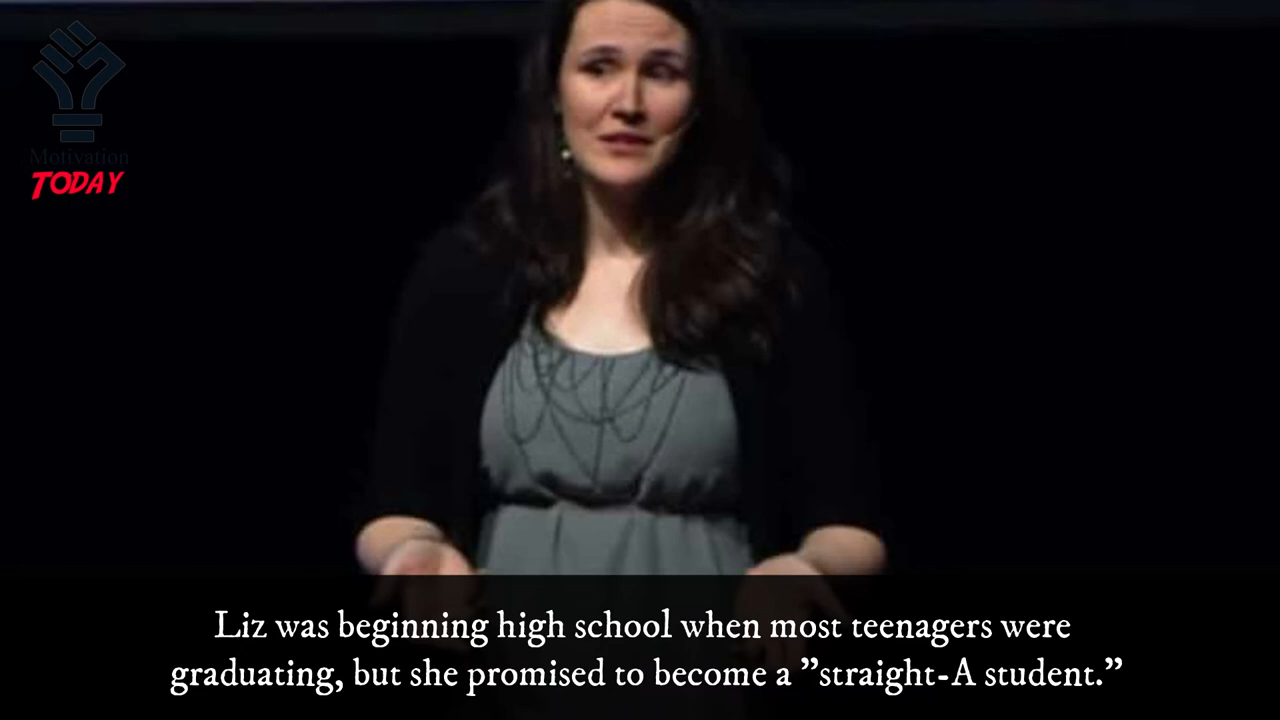 Motivation
TODAY
Liz was beginning high school when most teenagers were
graduating, but she promised to become a "straight-A student."